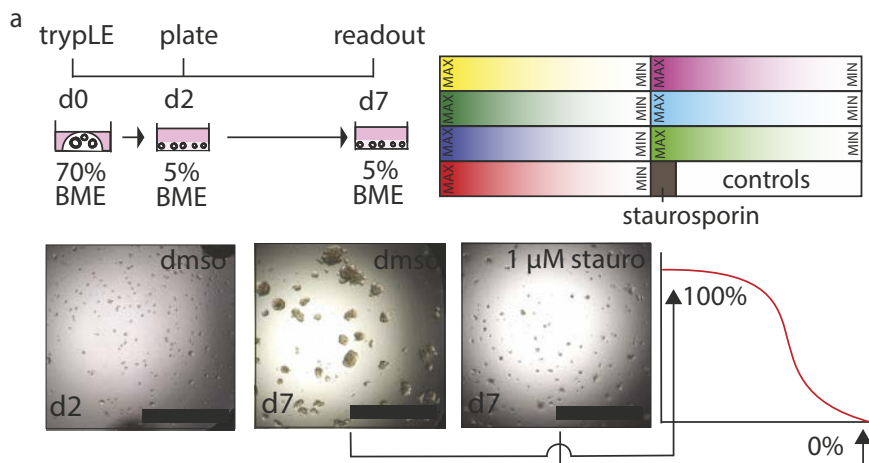 a
trypLE plate readout
d0 d2 d7
70% BME
5% BME
5% BME
MAX MIN MAX MIN
MAX MIN MAX MIN
MAX MIN MAX MIN
MAX MIN controls
staurosporin
dmso
d2
dmso
d7
1 µM stauro
d7
100%
0%